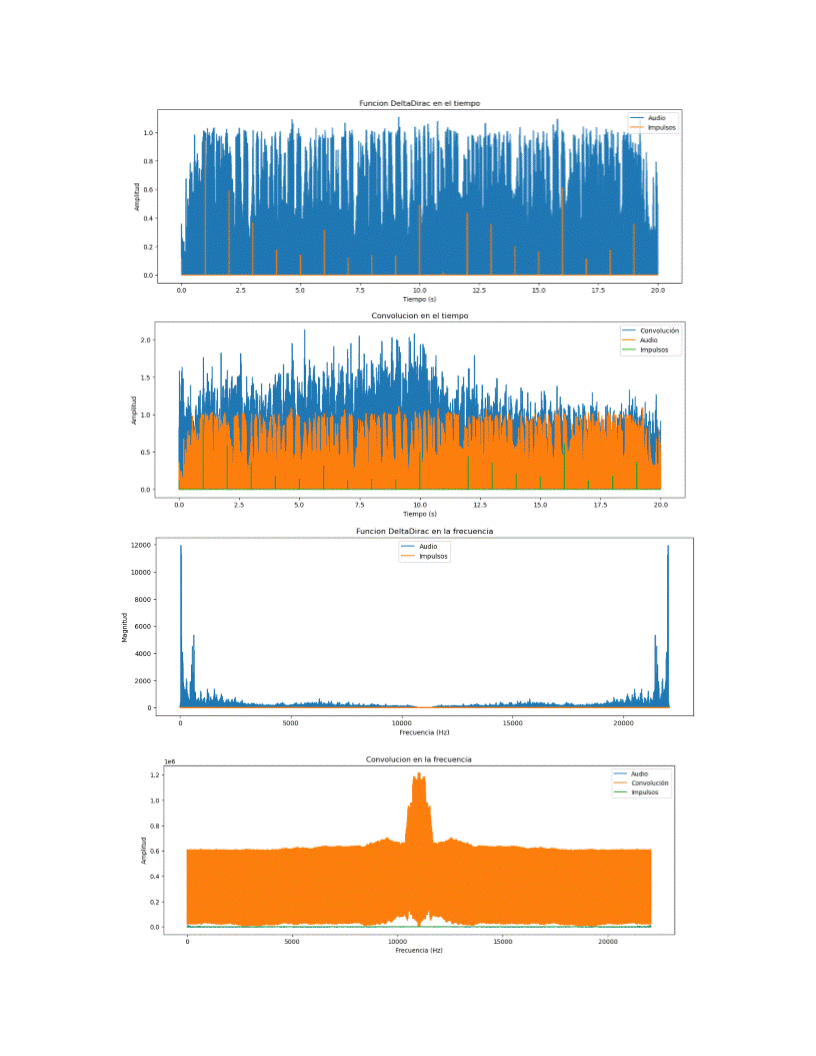 Funcion DeltaDirac en el tiempo
Audio
Impulsos
Amplitud
1.0
0.8
0.6
0.4
0.2
0.0
0.0 2.5 5.0 7.5 10.0 12.5 15.0 17.5 20.0
Tiempo (s)
Convolucion en el tiempo
Convolución
Audio
Impulsos
Amplitud
2.0
1.5
1.0
0.5
0.0
0.0 2.5 5.0 7.5 10.0 12.5 15.0 17.5 20.0
Tiempo (s)
Funcion DeltaDirac en la frecuencia
Audio
Impulsos
Magnitud
12000
10000
8000
6000
4000
2000
0
0 5000 10000 15000 20000
Frecuencia (Hz)
Convolucion en la frecuencia
1e6
Audio
Convolución
Impulsos
Amplitud
1.2
1.0
0.8
0.6
0.4
0.2
0.0
0 5000 10000 15000 20000
Frecuencia (Hz)